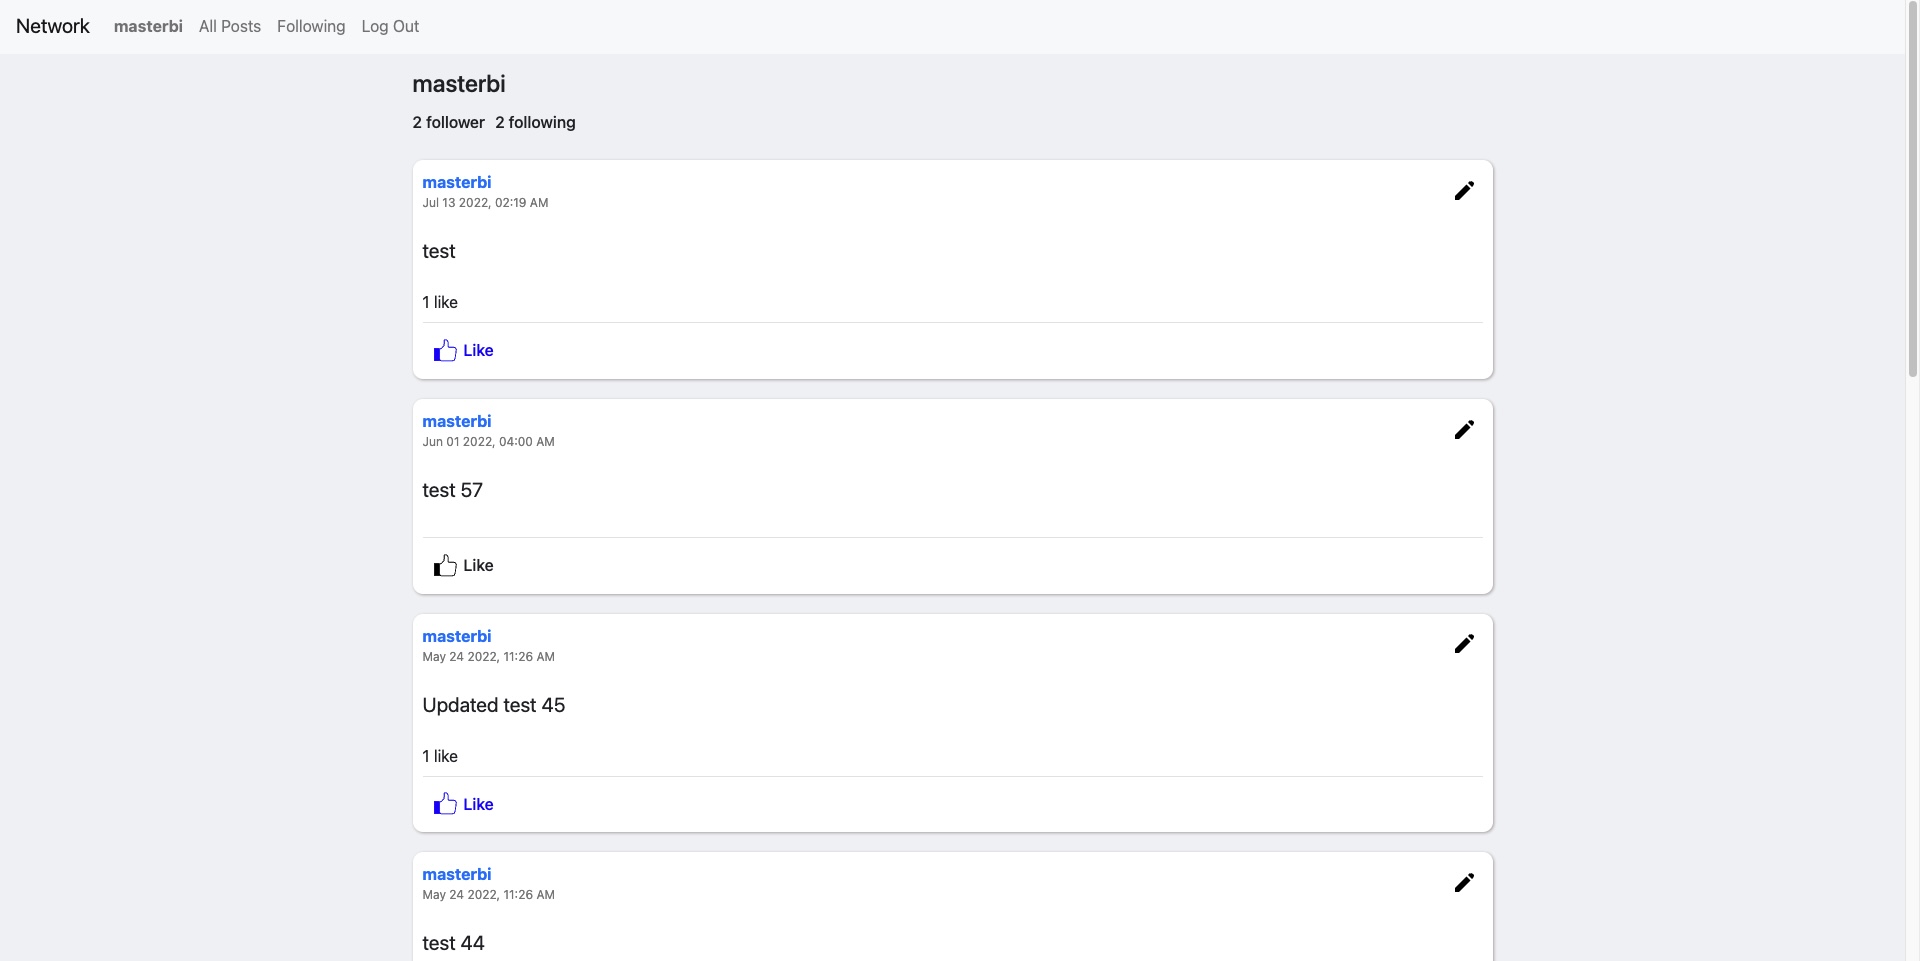 Network masterbi All Posts Following Log Out
masterbi
2 follower 2 following
masterbi
Jul 13 2022, 02:19 AM
test
1 like
Like
masterbi
Jun 01 2022, 04:00 AM
test 57
Like
masterbi
May 24 2022, 11:26 AM
Updated test 45
1 like
Like
masterbi
May 24 2022, 11:26 AM
test 44